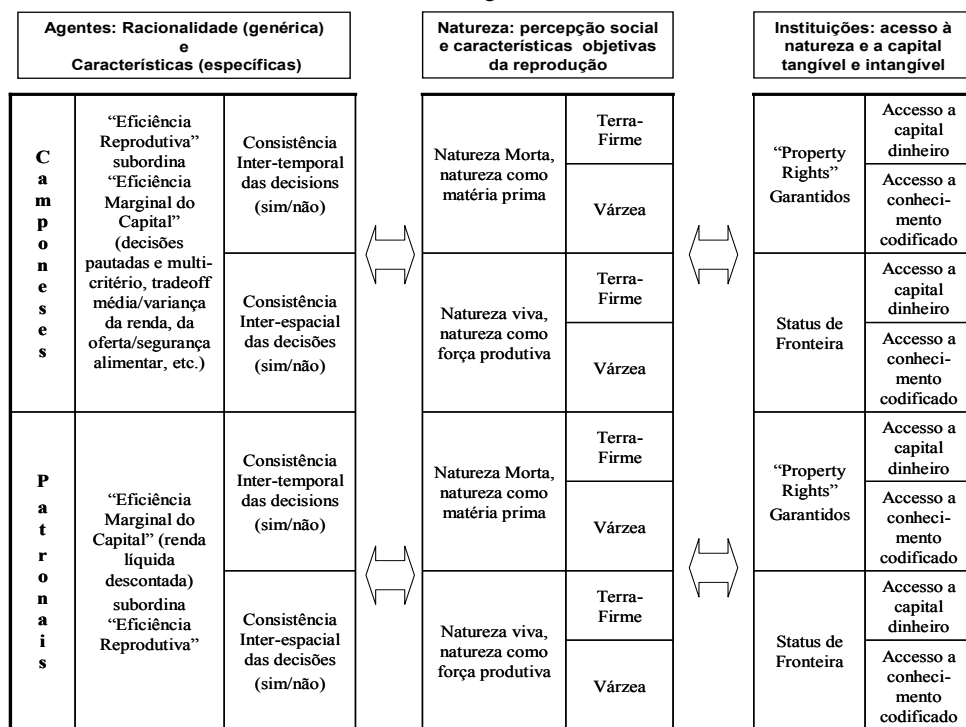 Agentes: Racionalidade (genérica)
e
Características (específicas)
Natureza: percepção social
e características objetivas
da reprodução
Instituições: acesso à
natureza e a capital
tangível e intangível
Camponeses
“Eficiência
Reprodutiva”
subordina
“Eficiência
Marginal do
Capital”
(decisões
pautadas e multi-
critério, tradeoff
média/variança
da renda, da
oferta/segurança
alimentar, etc.)
Consistência
Inter-temporal
das decisions
(sim/não)
Consistência
Inter-espacial
das decisões
(sim/não)
Natureza Morta,
natureza como
matéria prima
Terra-
Firme
Várzea
Natureza viva,
natureza como
força produtiva
Terra-
Firme
Várzea
“Property
Rights”
Garantidos
Accesso a
capital
dinheiro
Accesso a
conheci-
mento
codificado
Status de
Fronteira
Accesso a
capital
dinheiro
Accesso a
conheci-
mento
codificado
Patronais
“Eficiência
Marginal do
Capital” (renda
líquida
descontada)
subordina
“Eficiência
Reprodutiva”
Consistência
Inter-temporal
das decisions
(sim/não)
Consistência
Inter-espacial
das decisões
(sim/não)
Natureza Morta,
natureza como
matéria prima
Terra-
Firme
Várzea
Natureza viva,
natureza como
força produtiva
Terra-
Firme
Várzea
“Property
Rights”
Garantidos
Accesso a
capital
dinheiro
Accesso a
conheci-
mento
codificado
Status de
Fronteira
Accesso a
capital
dinheiro
Accesso a
conheci-
mento
codificado